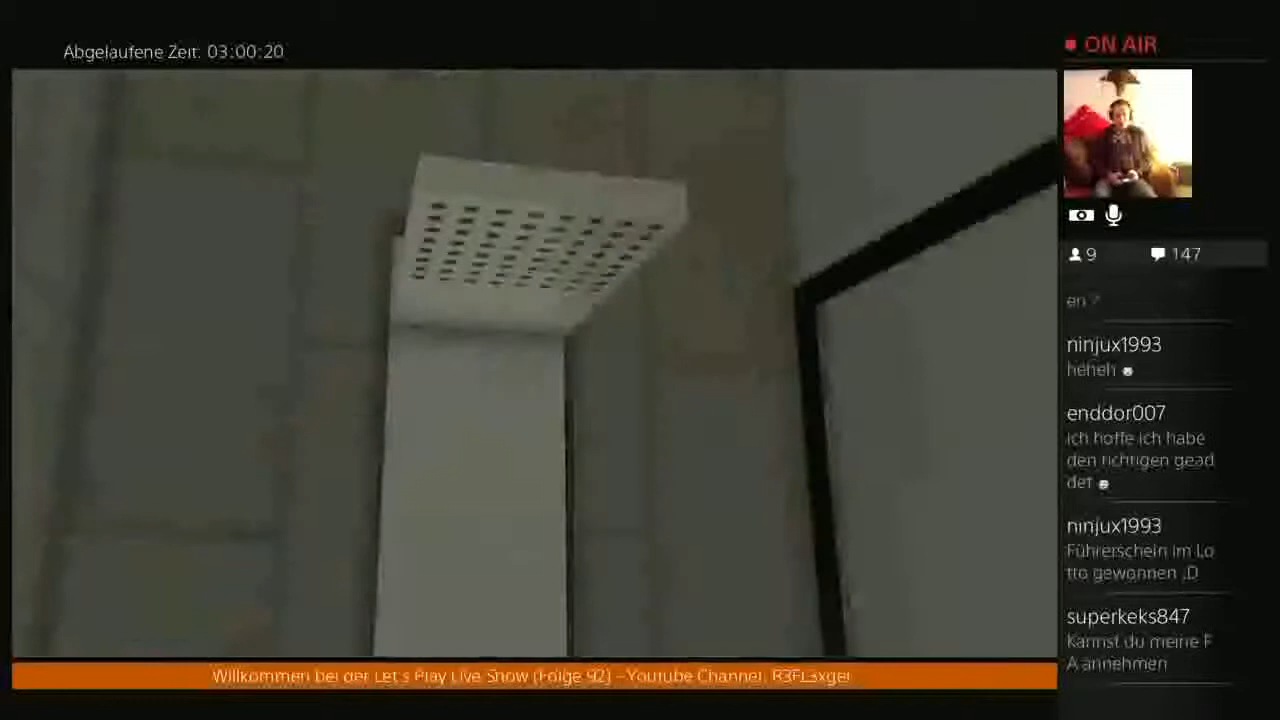 Abgelaufene Zeit: 03:00:20
ON AIR
9 147
en ?
ninjux1993
heheh
enddor007
ich hoffe ich habe
den richtigen gead
det
ninjux1993
Führerschein im Lo
tto gewonnen ;D
superkeks847
Kannst du meine F
A annehmen
Willkommen bei der Let's Play Live Show (Folge 92) - Youtube Channel: